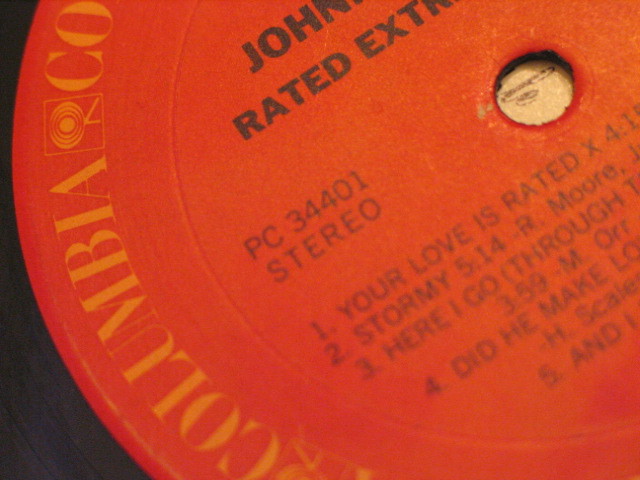 COLUMBIA
CO
JOHN
RATED EXTR
PC 34401
STEREO
1. YOUR LOVE IS RATED X 4:1
2. STORMY 5:14 R. Moore, J
3. HERE I GO (THROUGH T
3:59 M. Orr
4. DID HE MAKE LO
H. Scale
5. AND I
COLUMBIA